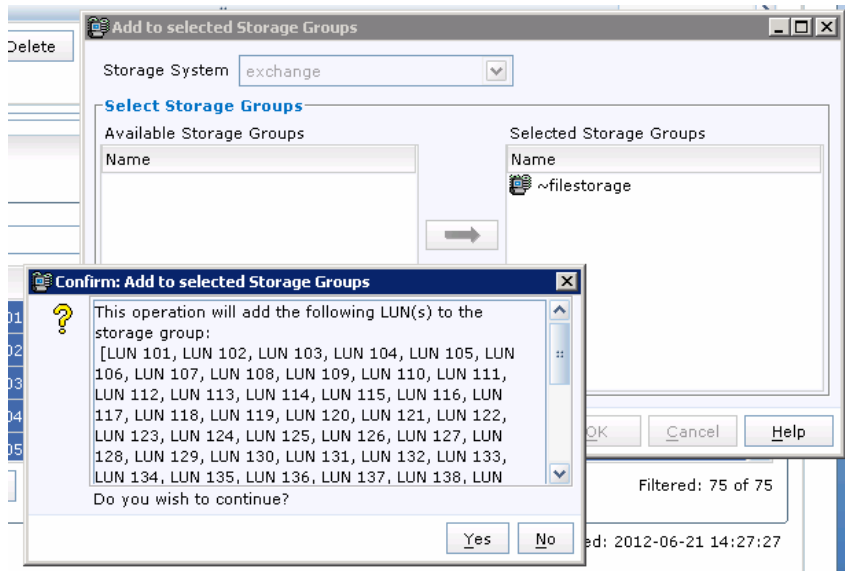 Delete
Add to selected Storage Groups
Storage System exchange
Select Storage Groups
Available Storage Groups
Selected Storage Groups
Name
Name
~filestorage
Confirm: Add to selected Storage Groups
This operation will add the following LUN(s) to the
storage group:
[LUN 101, LUN 102, LUN 103, LUN 104, LUN 105, LUN
106, LUN 107, LUN 108, LUN 109, LUN 110, LUN 111,
LUN 112, LUN 113, LUN 114, LUN 115, LUN 116, LUN
117, LUN 118, LUN 119, LUN 120, LUN 121, LUN 122,
LUN 123, LUN 124, LUN 125, LUN 126, LUN 127, LUN
128, LUN 129, LUN 130, LUN 131, LUN 132, LUN 133,
LUN 134, LUN 135, LUN 136, LUN 137, LUN 138, LUN
Do you wish to continue?
Yes No
01
02
03
04
05
OK Cancel Help
Filtered: 75 of 75
ed: 2012-06-21 14:27:27